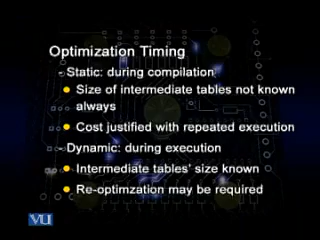 Optimization Timing
- Static: during compilation
Size of intermediate tables not known
always
Cost justified with repeated execution
- Dynamic: during execution
Intermediate tables' size known
Re-optimzation may be required
VU